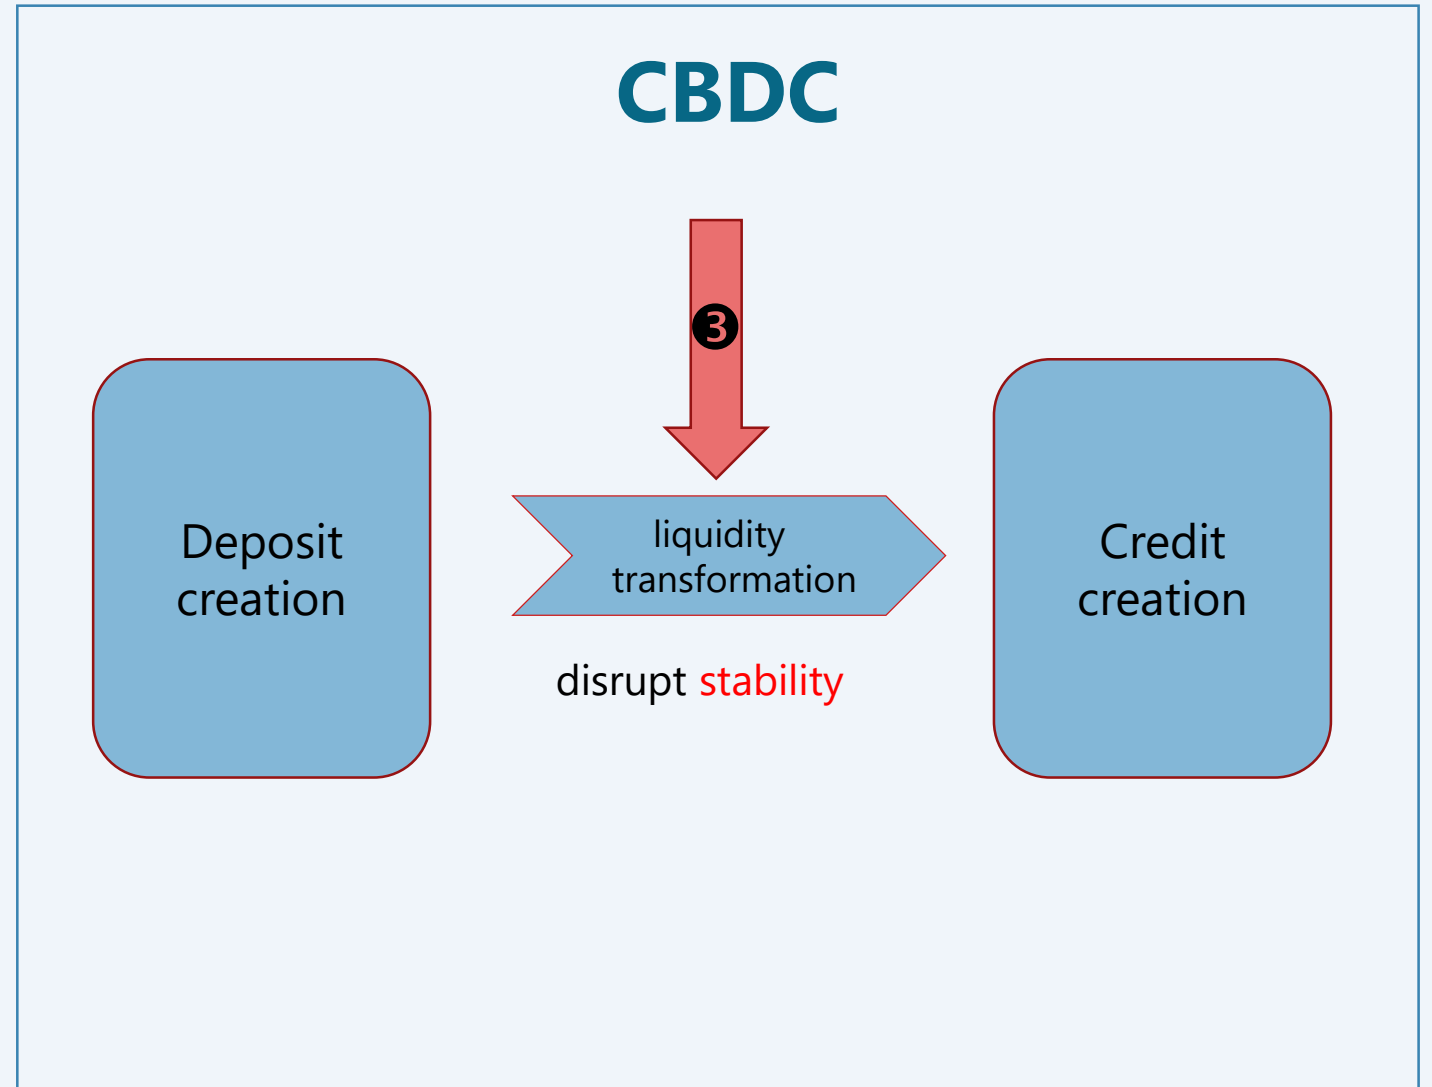 CBDC
❸
Deposit
creation
liquidity
transformation
Credit
creation
disrupt stability